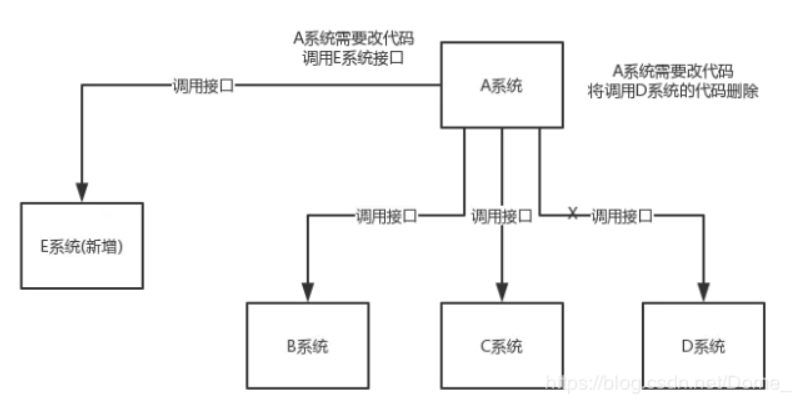 A系统需要改代码
调用E系统接口
A系统
A系统需要改代码
将调用D系统的代码删除
调用接口
调用接口
调用接口
X
调用接口
E系统(新增)
B系统
C系统
D系统
https://blog.csdn.net/Dome_